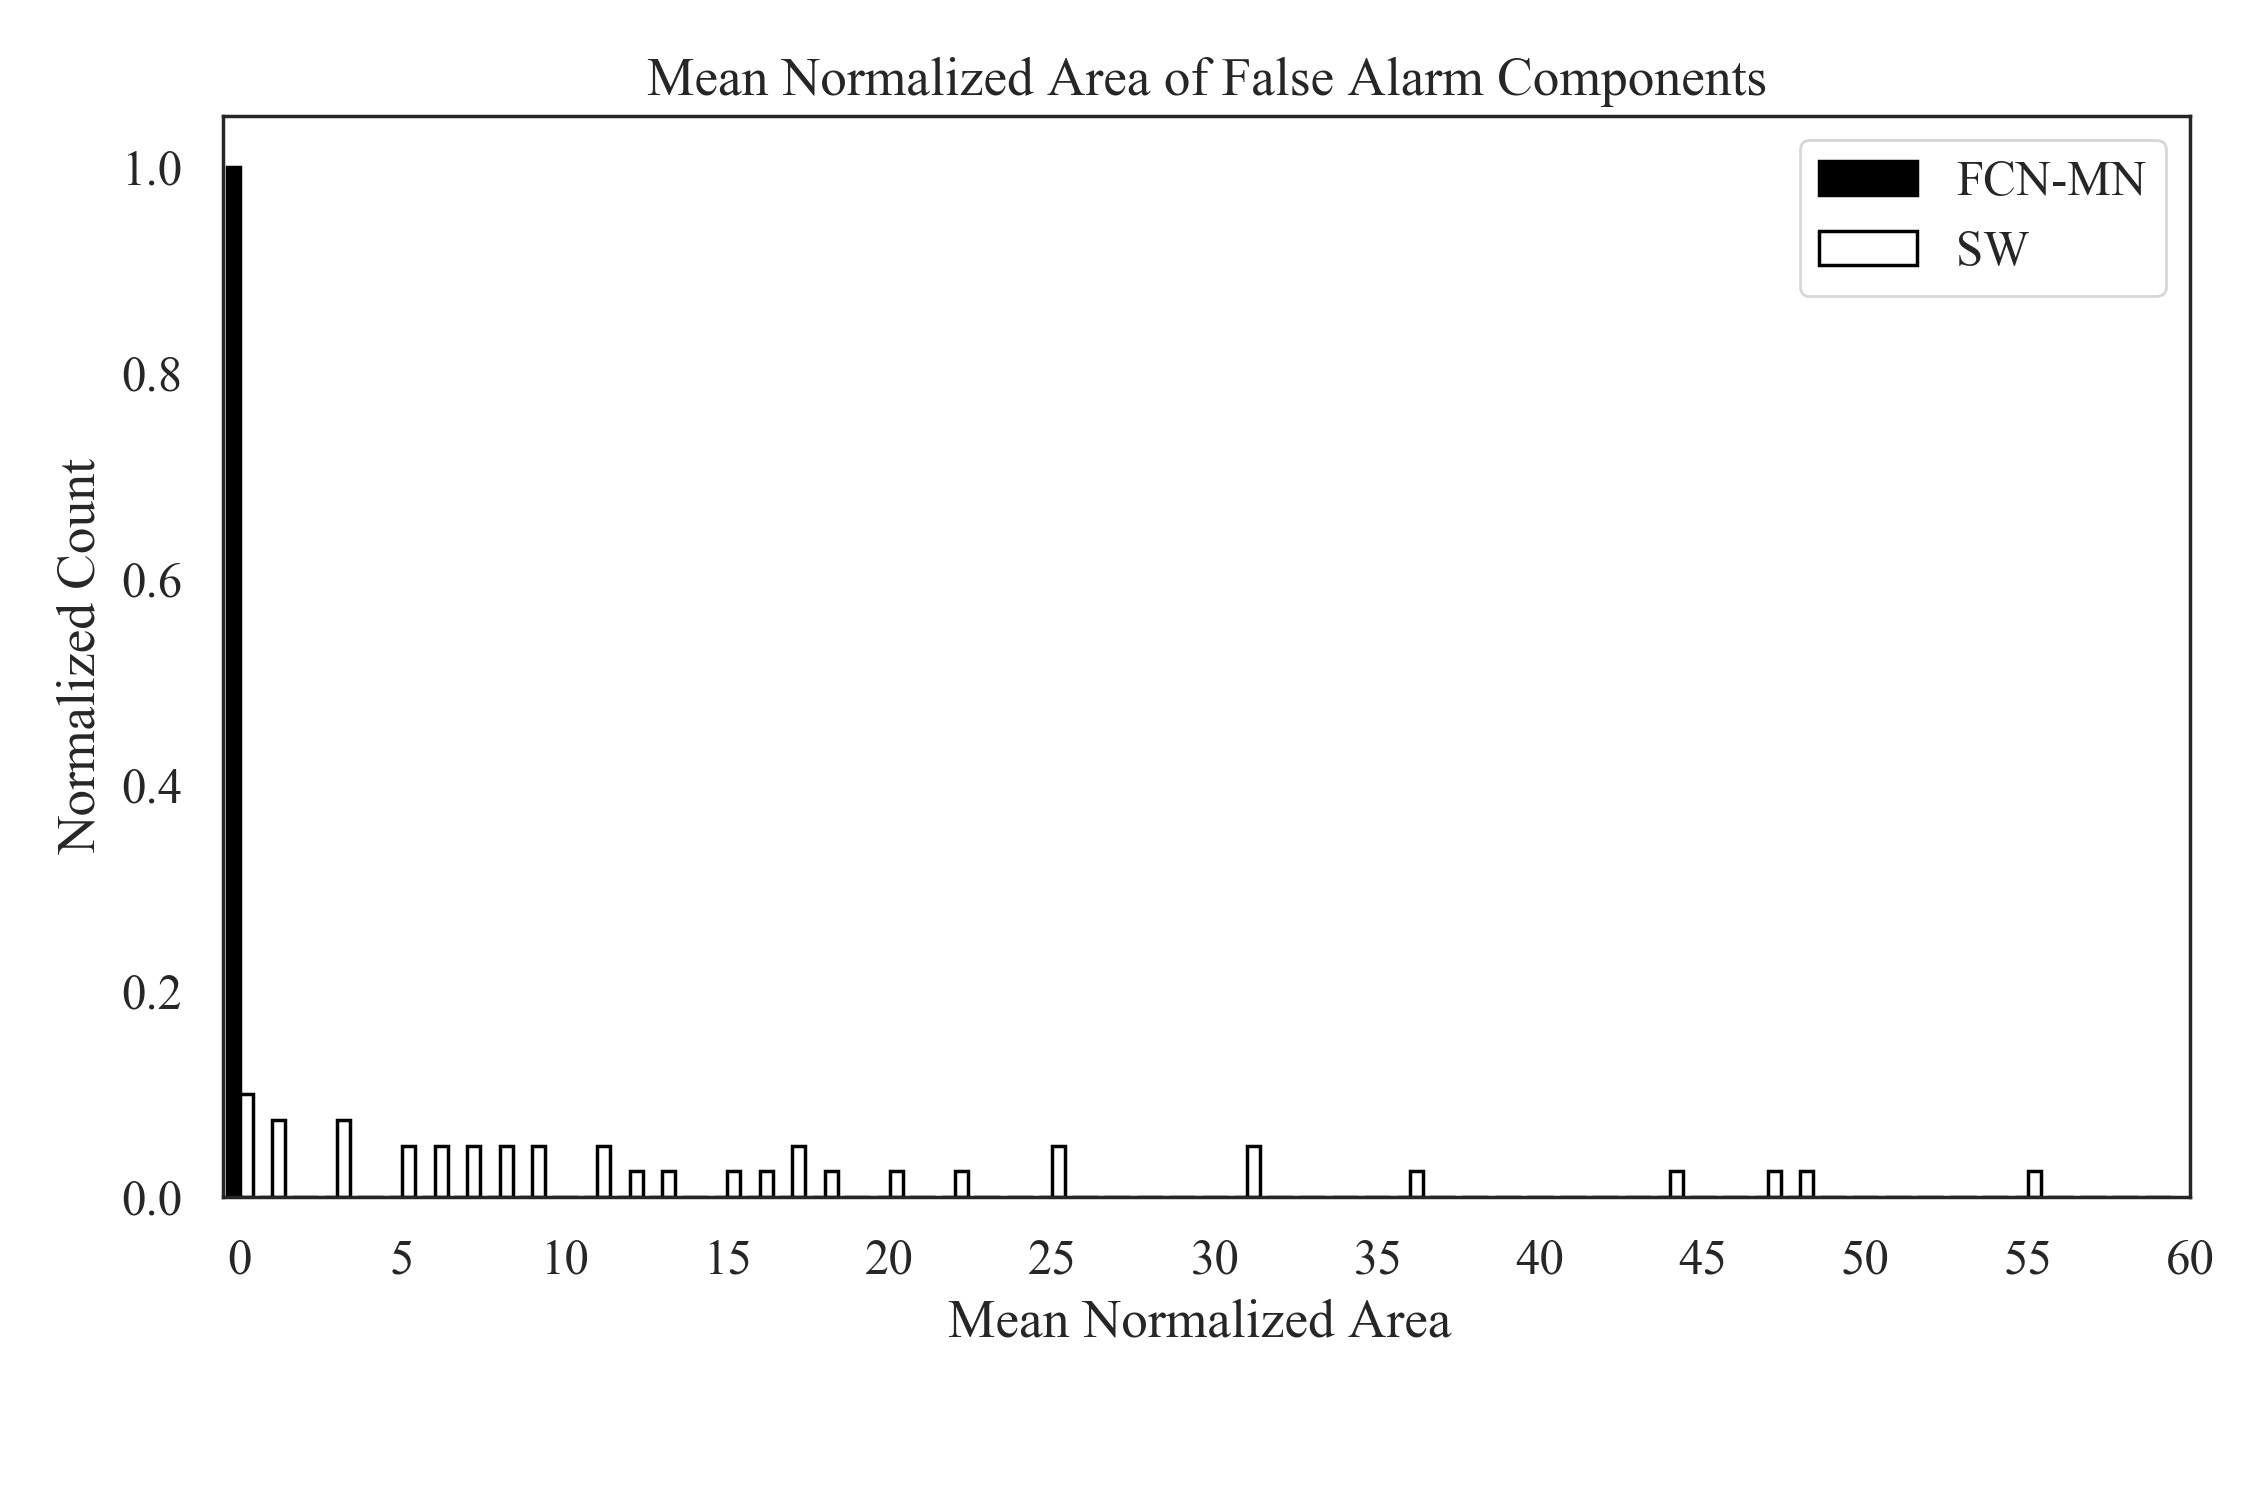 Mean Normalized Area of False Alarm Components
FCN-MN
SW
1.0
0.8
0.6
0.4
0.2
0.0
Normalized Count
0 5 10 15 20 25 30 35 40 45 50 55 60
Mean Normalized Area